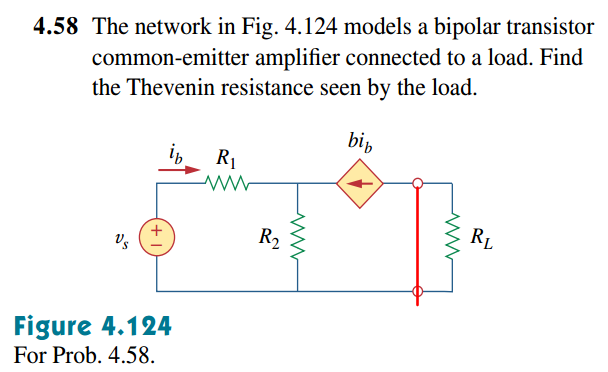 4.58 The network in Fig. 4.124 models a bipolar transistor
common-emitter amplifier connected to a load. Find
the Thevenin resistance seen by the load.
i_b R_1 bi_b
v_s + − R_2 R_L
Figure 4.124
For Prob. 4.58.